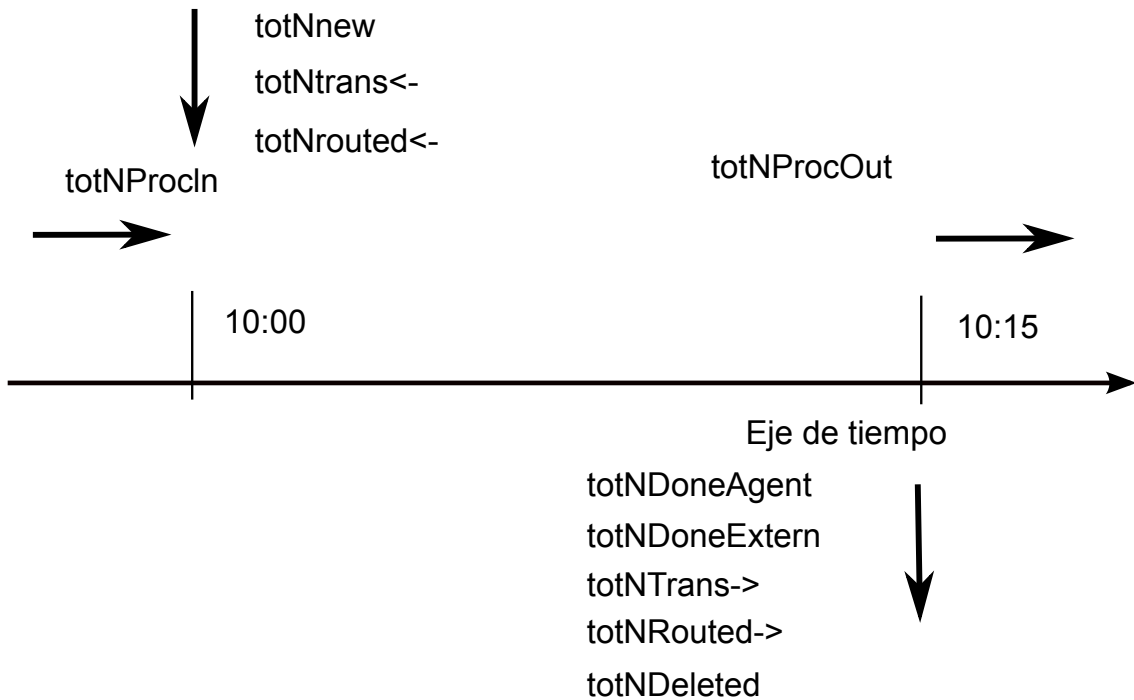 totNnew
totNtrans<-
totNrouted<-
totNProcIn
totNProcOut
10:00
10:15
Eje de tiempo
totNDoneAgent
totNDoneExtern
totNTrans->
totNRouted->
totNDeleted